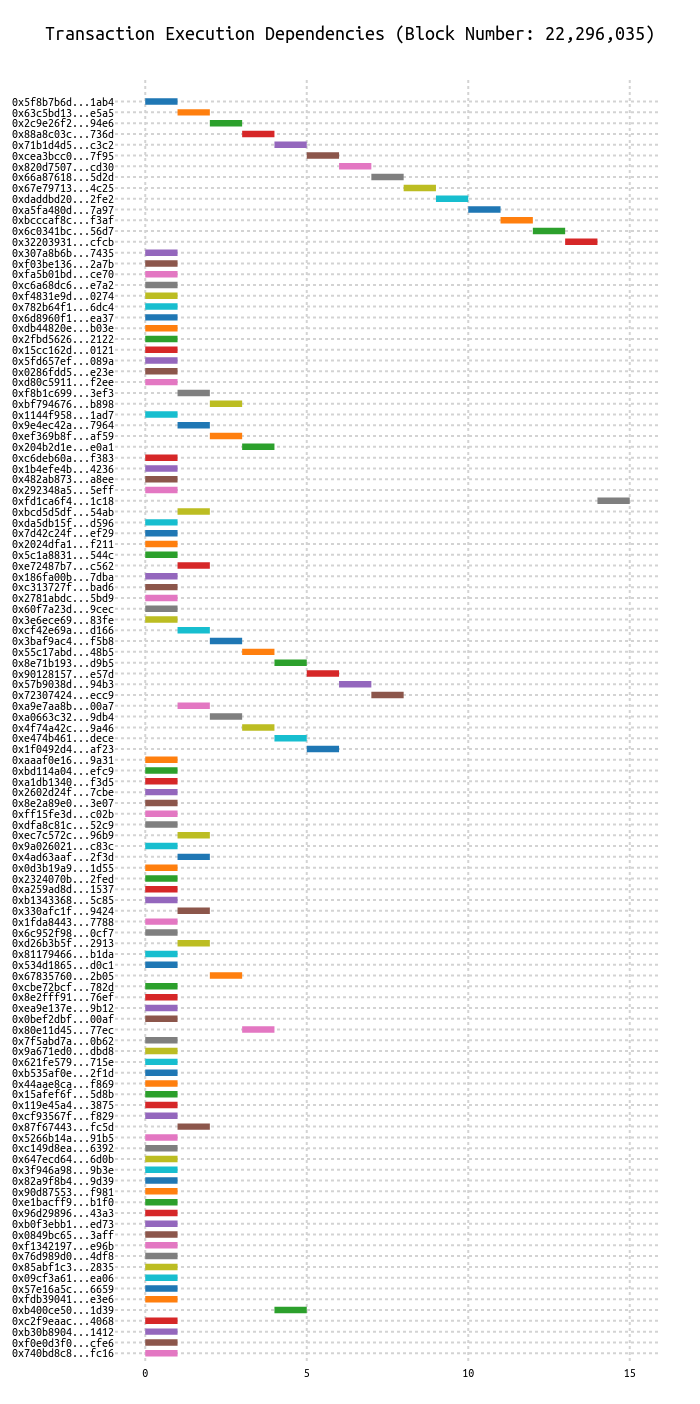 Transaction Execution Dependencies (Block Number: 22,296,035)
0x5f8b7b6d...1ab4
0x63c5bd13...e5a5
0x2c9e26f2...94e6
0x88a8c03c...736d
0x71b1d4d5...c3c2
0xcea3bcc0...7f95
0x820d7507...cd30
0x66a87618...5d2d
0x67e79713...4c25
0xdaddbd20...2fe2
0xa5fa480d...7a97
0xbcccaf8c...f3af
0x6c0341bc...56d7
0x32203931...cfcb
0x307a8b6b...7435
0xf03be136...2a7b
0xfa5b01bd...ce70
0xc6a68dc6...e7a2
0xf4831e9d...0274
0x782b64f1...6dc4
0x6d8960f1...ea37
0xdb44820e...b03e
0x2fbd5626...2122
0x15cc162d...0121
0x5fd657ef...089a
0x0286fdd5...e23e
0xd80c5911...f2ee
0xf8b1c699...3ef3
0xbf794676...b898
0x1144f958...1ad7
0x9e4ec42a...7964
0xef369b8f...af59
0x204b2d1e...e0a1
0xc6deb60a...f383
0x1b4efe4b...4236
0x482ab873...a8ee
0x292348a5...5eff
0xfd1ca6f4...1c18
0xbcd5d5df...54ab
0xda5db15f...d596
0x7d42c24f...ef29
0x2024dfa1...f211
0x5c1a8831...544c
0xe72487b7...c562
0x186fa00b...7dba
0xc313727f...bad6
0x2781abdc...5bd9
0x60f7a23d...9cec
0x3e6ece69...83fe
0xcf42e69a...d166
0x3baf9ac4...f5b8
0x55c17abd...48b5
0x8e71b193...d9b5
0x90128157...e57d
0x57b9038d...94b3
0x72307424...ecc9
0xa9e7aa8b...00a7
0xa0663c32...9db4
0x4f74a42c...9a46
0xe474b461...dece
0x1f0492d4...af23
0xaaaf0e16...9a31
0xbd114a04...efc9
0xa1db1340...f3d5
0x2602d24f...7cbe
0x8e2a89e0...3e07
0xff15fe3d...c02b
0xdfa8c81c...52c9
0xec7c572c...96b9
0x9a026021...c83c
0x4ad63aaf...2f3d
0x0d3b19a9...1d55
0x2324070b...2fed
0xa259ad8d...1537
0xb1343368...5c85
0x330afc1f...9424
0x1fda8443...7788
0x6c952f98...0cf7
0xd26b3b5f...2913
0x81179466...b1da
0x534d1865...d0c1
0x67835760...2b05
0xcbe72bcf...782d
0x8e2fff91...76ef
0xea9e137e...9b12
0x0bef2dbf...00af
0x80e11d45...77ec
0x7f5abd7a...0b62
0x9a671ed0...dbd8
0x621fe579...715e
0xb535af0e...2f1d
0x44aae8ca...f869
0x15afef6f...5d8b
0x119e45a4...3875
0xcf93567f...f829
0x87f67443...fc5d
0x5266b14a...91b5
0xc149d8ea...6392
0x647ecd64...6d0b
0x3f946a98...9b3e
0x82a9f8b4...9d39
0x90d87553...f981
0xe1bacff9...b1f0
0x96d29896...43a3
0xb0f3ebb1...ed73
0x0849bc65...3aff
0xf1342197...e96b
0x76d989d0...4df8
0x85abf1c3...2835
0x09cf3a61...ea06
0x57e16a5c...6659
0xfdb39041...e3e6
0xb400ce50...1d39
0xc2f9eaac...4068
0xb30b8904...1412
0xf0e0d3f0...cfe6
0x740bd8c8...fc16
0 5 10 15